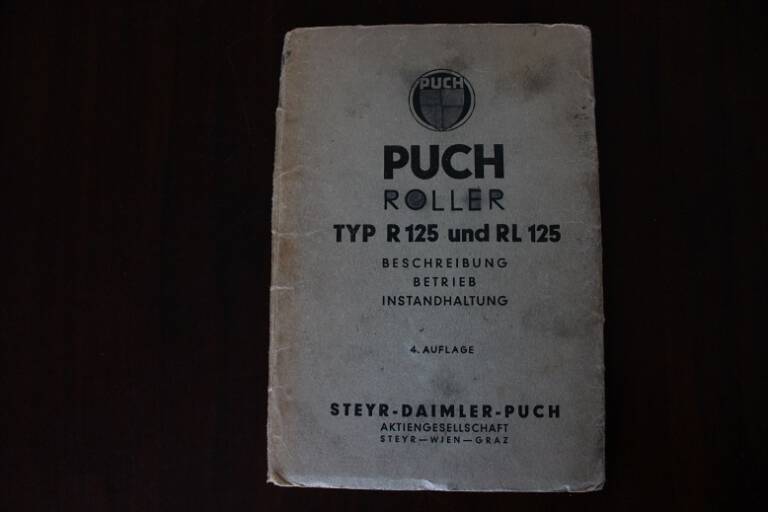 PUCH
PUCH
ROLLER
TYP R 125 und RL 125
BESCHREIBUNG
BETRIEB
INSTANDHALTUNG
4. AUFLAGE
STEYR-DAIMLER-PUCH
AKTIENGESELLSCHAFT
STEYR—WIEN—GRAZ